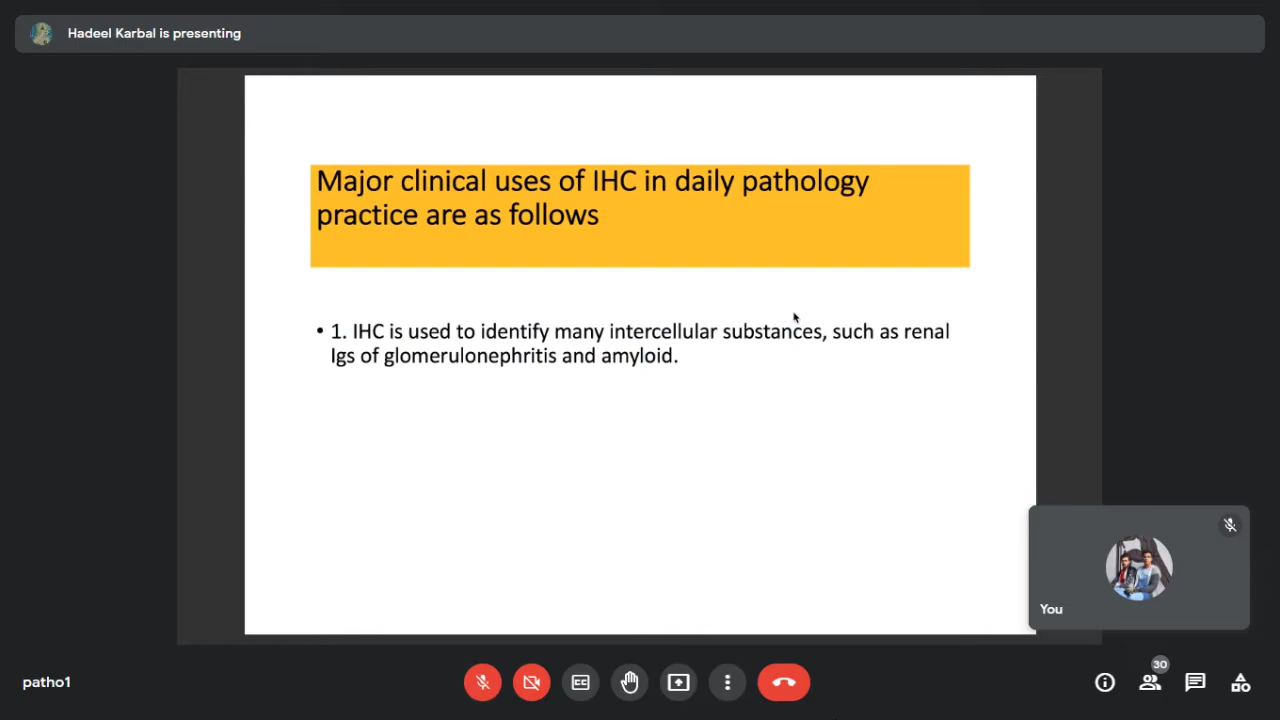 Hadeel Karbal is presenting
Major clinical uses of IHC in daily pathology
practice are as follows
• 1. IHC is used to identify many intercellular substances, such as renal
Igs of glomerulonephritis and amyloid.
You
patho1
30